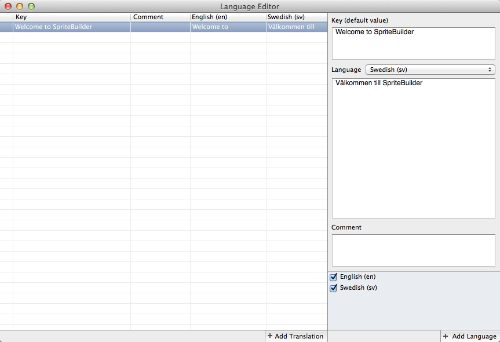 Language Editor
Key Comment English (en) Swedish (sv)
Welcome to SpriteBuilder Welcome to Välkommen till
Key (default value)
Welcome to SpriteBuilder
Language Swedish (sv)
Välkommen till SpriteBuilder
Comment
English (en)
Swedish (sv)
+ Add Translation
+ Add Language